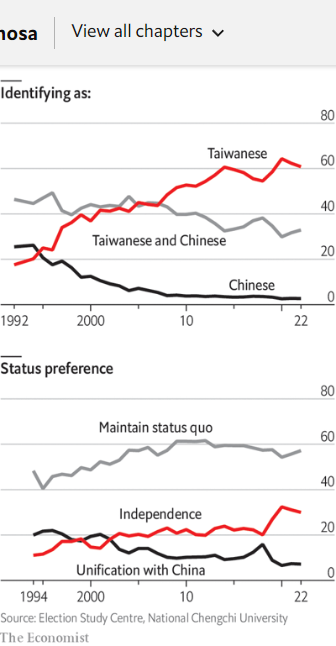 nosa
View all chapters
Identifying as:
80
Taiwanese
60
40
Taiwanese and Chinese
20
Chinese
0
1992 2000 10 22
Status preference
80
Maintain status quo
60
40
Independence
20
Unification with China
0
1994 2000 10 22
Source: Election Study Centre, National Chengchi University
The Economist